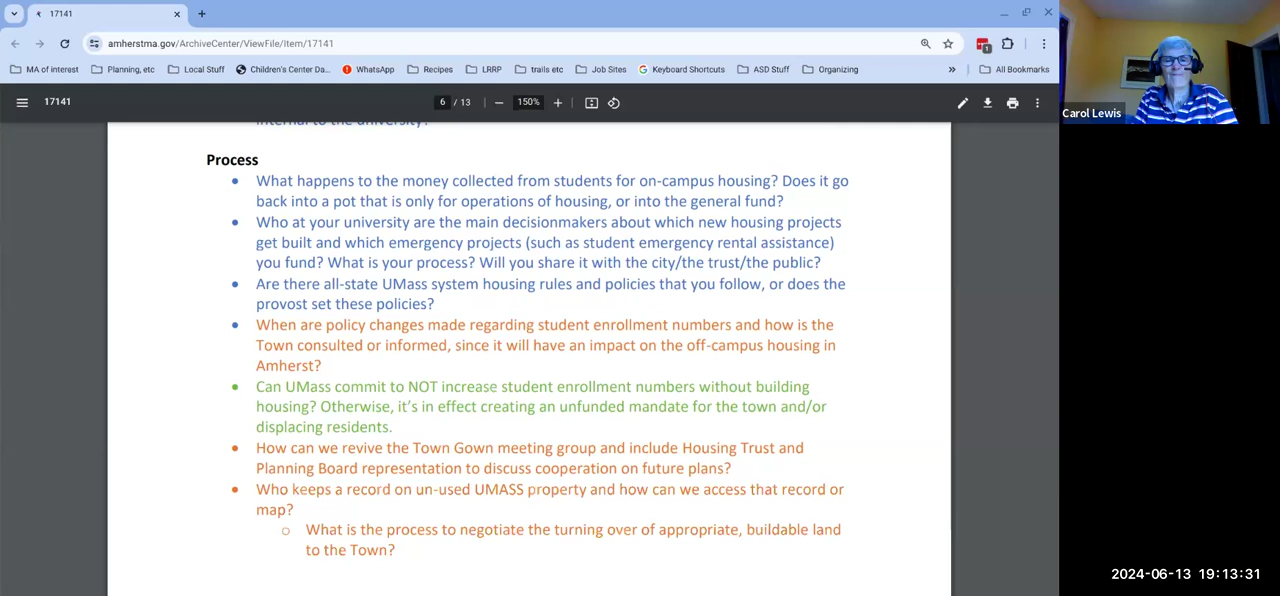 17141
amherstma.gov/ArchiveCenter/ViewFile/Item/17141
1
MA of interest
Planning, etc
Local Stuff
Children's Center Da...
WhatsApp
Recipes
LRRP
trails etc
Job Sites
Keyboard Shortcuts
ASD Stuff
Organizing
»
All Bookmarks
17141
6 / 13
150%
internal to the university?
Process
What happens to the money collected from students for on-campus housing? Does it go
back into a pot that is only for operations of housing, or into the general fund?
Who at your university are the main decisionmakers about which new housing projects
get built and which emergency projects (such as student emergency rental assistance)
you fund? What is your process? Will you share it with the city/the trust/the public?
Are there all-state UMass system housing rules and policies that you follow, or does the
provost set these policies?
When are policy changes made regarding student enrollment numbers and how is the
Town consulted or informed, since it will have an impact on the off-campus housing in
Amherst?
Can UMass commit to NOT increase student enrollment numbers without building
housing? Otherwise, it's in effect creating an unfunded mandate for the town and/or
displacing residents.
How can we revive the Town Gown meeting group and include Housing Trust and
Planning Board representation to discuss cooperation on future plans?
Who keeps a record on un-used UMASS property and how can we access that record or
map?
What is the process to negotiate the turning over of appropriate, buildable land
to the Town?
Carol Lewis
2024-06-13 19:13:31